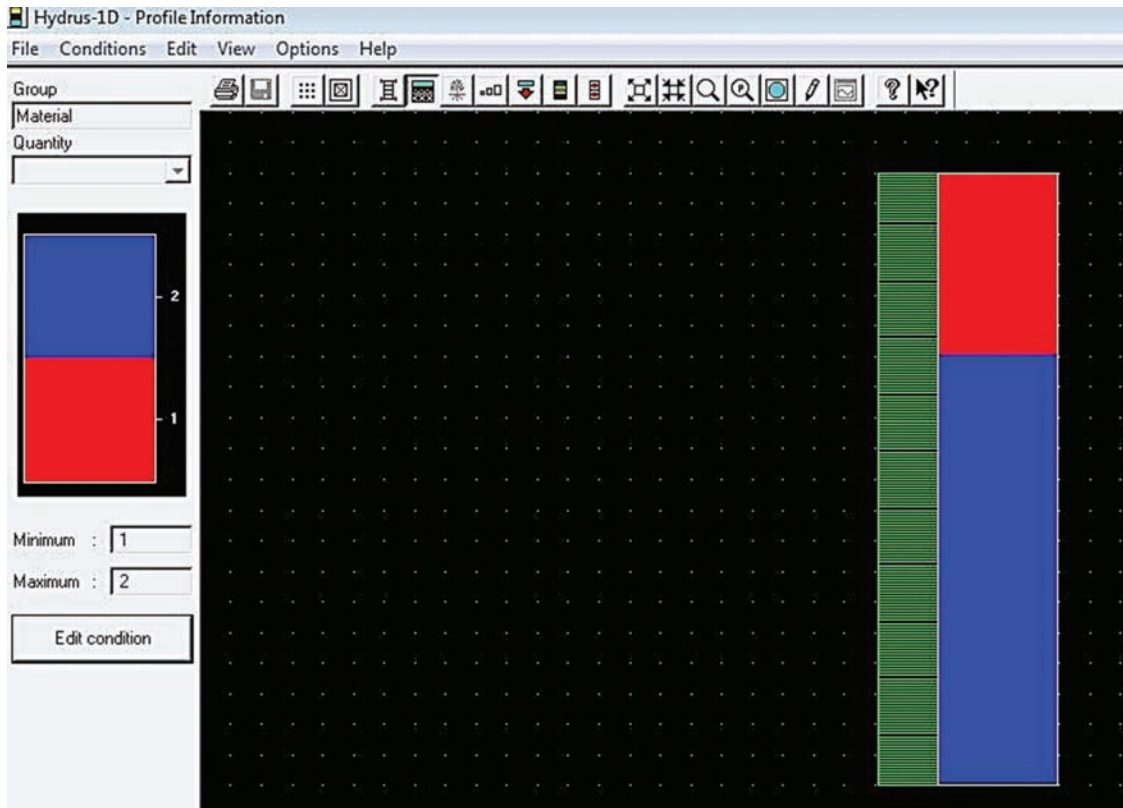 Hydrus-1D - Profile Information
File Conditions Edit View Options Help
Group
Material
Quantity
2
1
Minimum : 1
Maximum : 2
Edit condition